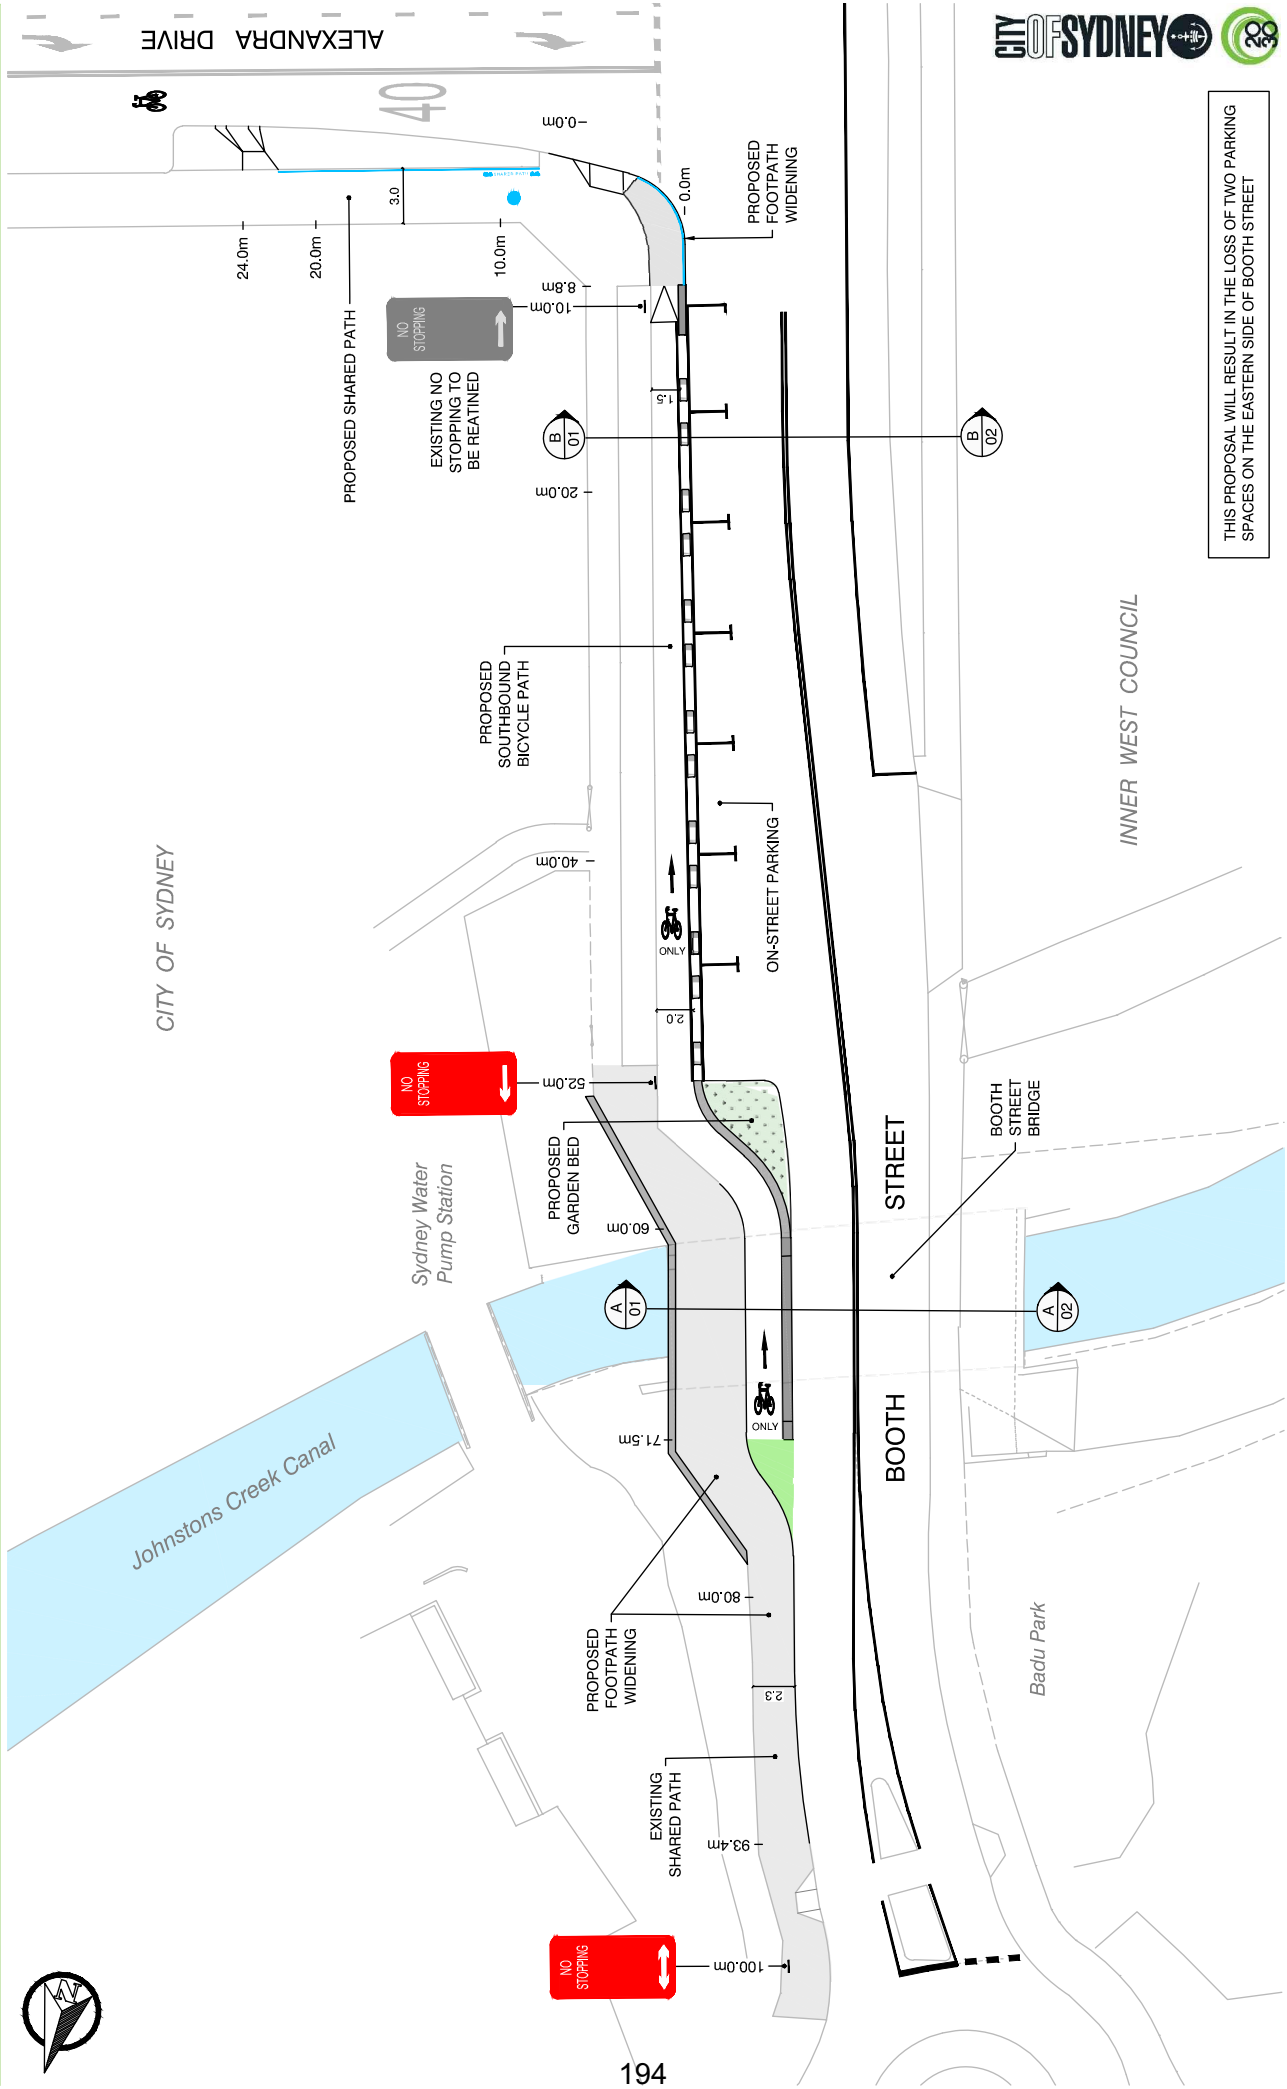 ALEXANDRA DRIVE
40
CITY OF SYDNEY
2030
THIS PROPOSAL WILL RESULT IN THE LOSS OF TWO PARKING
SPACES ON THE EASTERN SIDE OF BOOTH STREET
0.0m
0.0m
PROPOSED
FOOTPATH
WIDENING
SHARED PATH
3.0
24.0m
20.0m
10.0m
8.8m
10.0m
PROPOSED SHARED PATH
NO
STOPPING
EXISTING NO
STOPPING TO
BE REATINED
1.5
B
01
B
02
20.0m
PROPOSED
SOUTHBOUND
BICYCLE PATH
INNER WEST COUNCIL
CITY OF SYDNEY
40.0m
ON-STREET PARKING
ONLY
2.0
NO
STOPPING
52.0m
PROPOSED
GARDEN BED
BOOTH
STREET
BRIDGE
Sydney Water
Pump Station
60.0m
STREET
A
01
A
02
BOOTH
ONLY
71.5m
Johnstons Creek Canal
80.0m
PROPOSED
FOOTPATH
WIDENING
2.3
Badu Park
EXISTING
SHARED PATH
93.4m
NO
STOPPING
100.0m
N
194